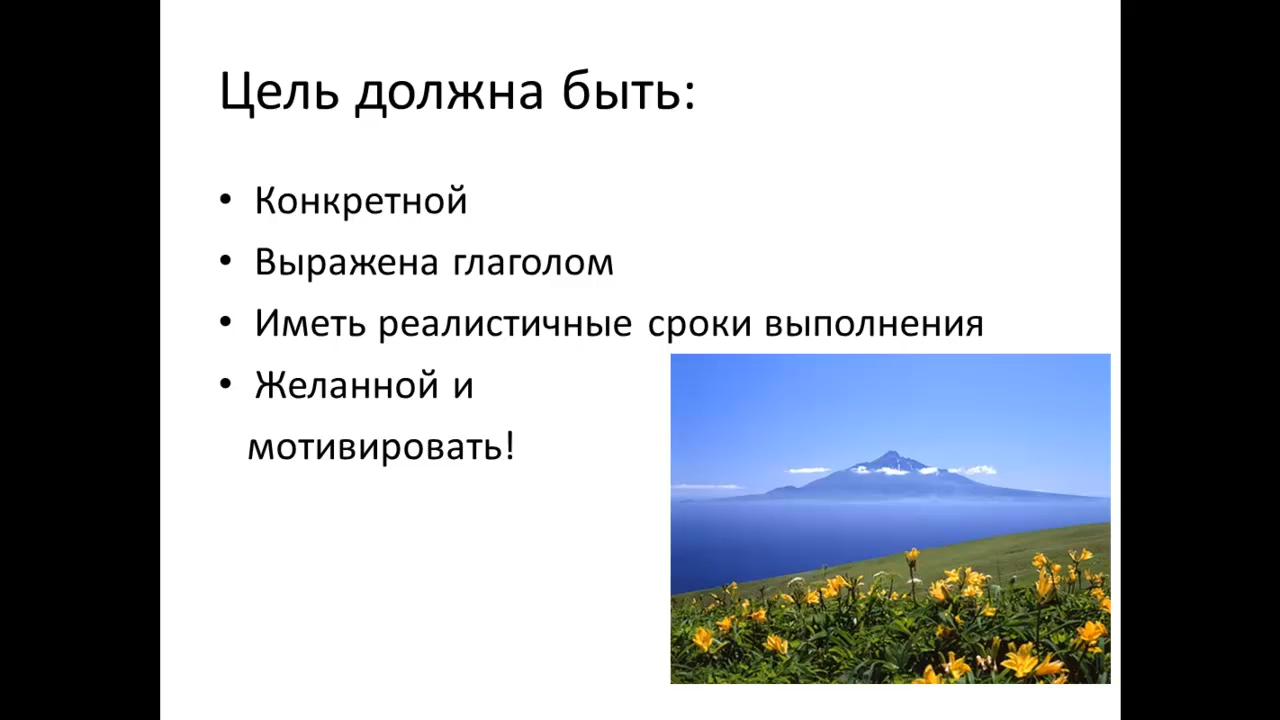 Цель должна быть:
• Конкретной
• Выражена глаголом
• Иметь реалистичные сроки выполнения
• Желанной и
мотивировать!